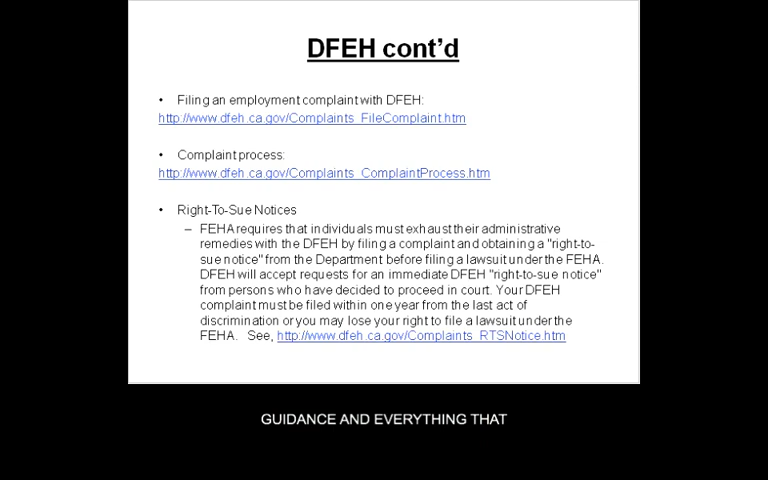 DFEH cont'd
• Filing an employment complaint with DFEH:
http://www.dfeh.ca.gov/Complaints_FileComplaint.htm
• Complaint process:
http://www.dfeh.ca.gov/Complaints_ComplaintProcess.htm
• Right-To-Sue Notices
– FEHA requires that individuals must exhaust their administrative
remedies with the DFEH by filing a complaint and obtaining a "right-to-
sue notice" from the Department before filing a lawsuit under the FEHA.
DFEH will accept requests for an immediate DFEH "right-to-sue notice"
from persons who have decided to proceed in court. Your DFEH
complaint must be filed within one year from the last act of
discrimination or you may lose your right to file a lawsuit under the
FEHA. See, http://www.dfeh.ca.gov/Complaints_RTSNotice.htm
GUIDANCE AND EVERYTHING THAT